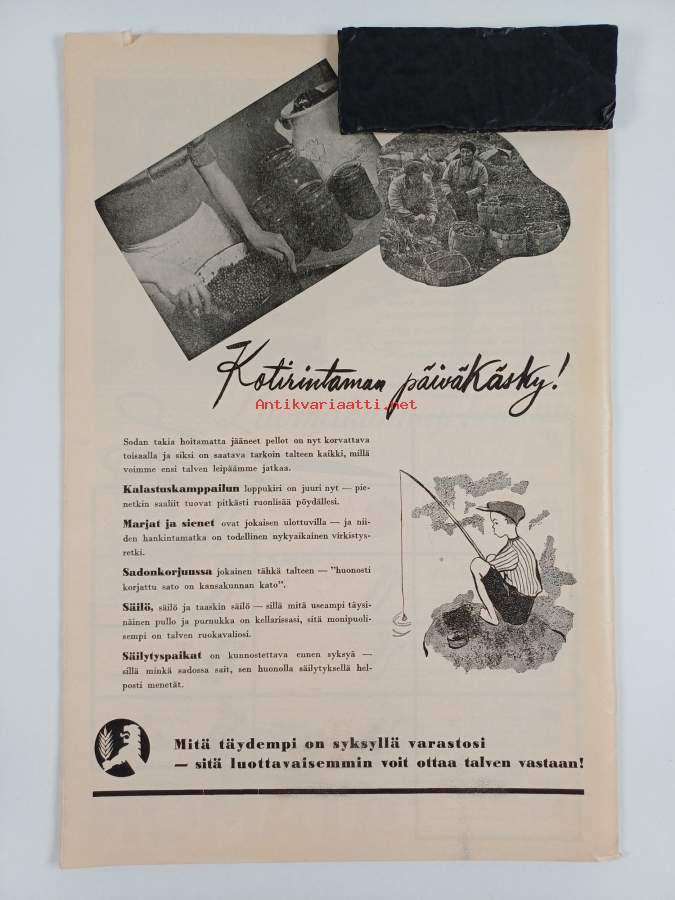 Kotirintaman päiväkäsky!
Antikvariaatti.net
Sodan takia hoitamatta jääneet pellot on nyt korvattava
toisaalla ja siksi on saatava tarkoin talteen kaikki, millä
voimme ensi talven leipäämme jatkaa.
Kalastuskamppailun loppukiri on juuri nyt — pie-
netkin saaliit tuovat pitkästi ruonlisää pöydällesi.
Marjat ja sienet ovat jokaisen ulottuvilla — ja nii-
den hankintamatka on todellinen nykyaikainen virkistys-
retki.
Sadonkorjuussa jokainen tähkä talteen — "huonosti
korjattu sato on kansakunnan kato".
Säilö, säilö ja taaskin säilö — sillä mitä useampi täysi-
näinen pullo ja purnukka on kellarissasi, sitä monipuoli-
sempi on talven ruokavaliosi.
Säilytyspaikat on kunnostettava ennen syksyä —
sillä minkä sadossa sait, sen huonolla säilytyksellä hel-
posti menetät.
Mitä täydempi on syksyllä varastosi
— sitä luottavaisemmin voit ottaa talven vastaan!